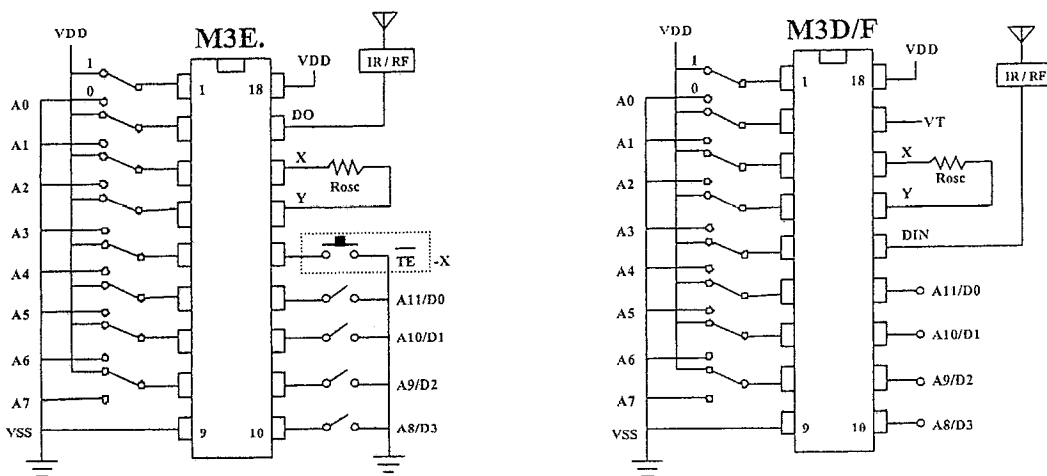 M3E.
VDD
VDD
IR / RF
1
0
1
18
DO
A0
A1
X
Rosc
A2
Y
A3
TE
-X
A4
A11/D0
A5
A10/D1
A6
A9/D2
A7
VSS
9
10
A8/D3
M3D/F
VDD
VDD
IR / RF
1
0
1
18
A0
VT
A1
X
Rosc
A2
Y
A3
DIN
A4
A11/D0
A5
A10/D1
A6
A9/D2
A7
VSS
9
10
A8/D3